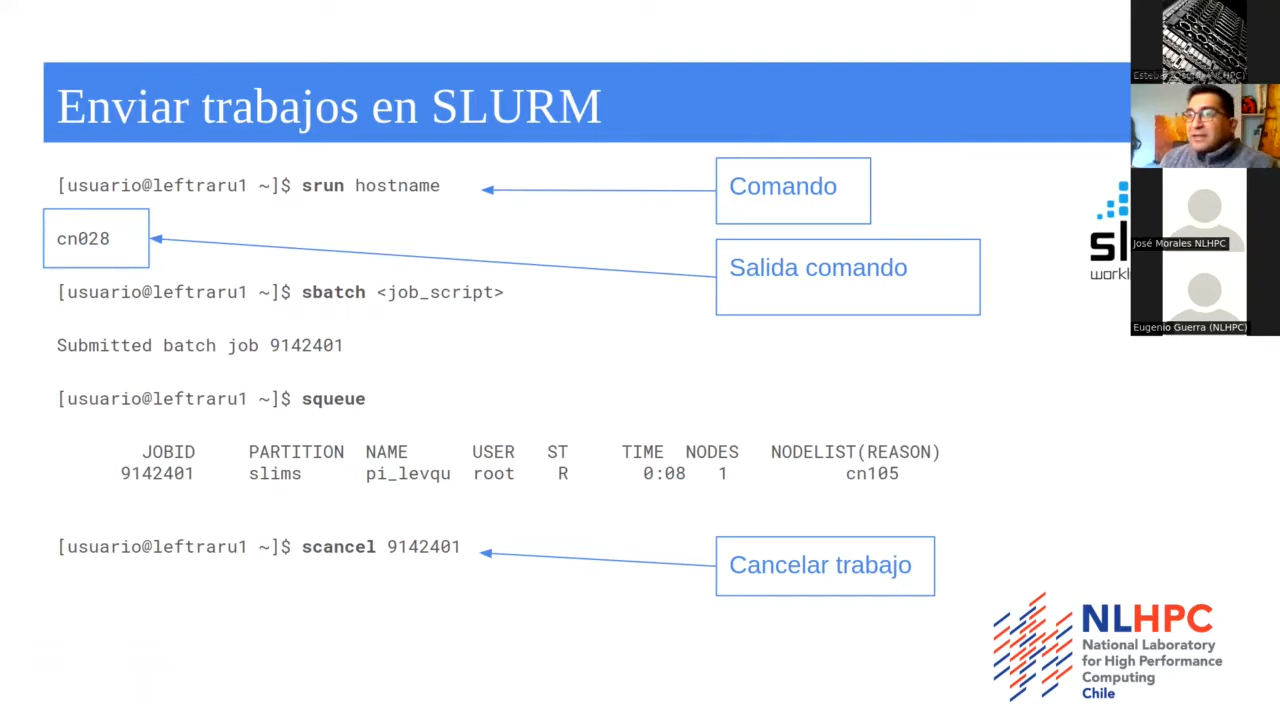 Enviar trabajos en SLURM
[usuario@leftraru1 ~]$ srun hostname
Comando
cn028
Salida comando
[usuario@leftraru1 ~]$ sbatch <job_script>
Submitted batch job 9142401
[usuario@leftraru1 ~]$ squeue
JOBID PARTITION NAME USER ST TIME NODES NODELIST(REASON)
9142401 slims pi_levqu root R 0:08 1 cn105
[usuario@leftraru1 ~]$ scancel 9142401
Cancelar trabajo
sl
workl
José Morales NLHPC
Eugenio Guerra (NLHPC)
NLHPC
National Laboratory
for High Performance
Computing
Chile